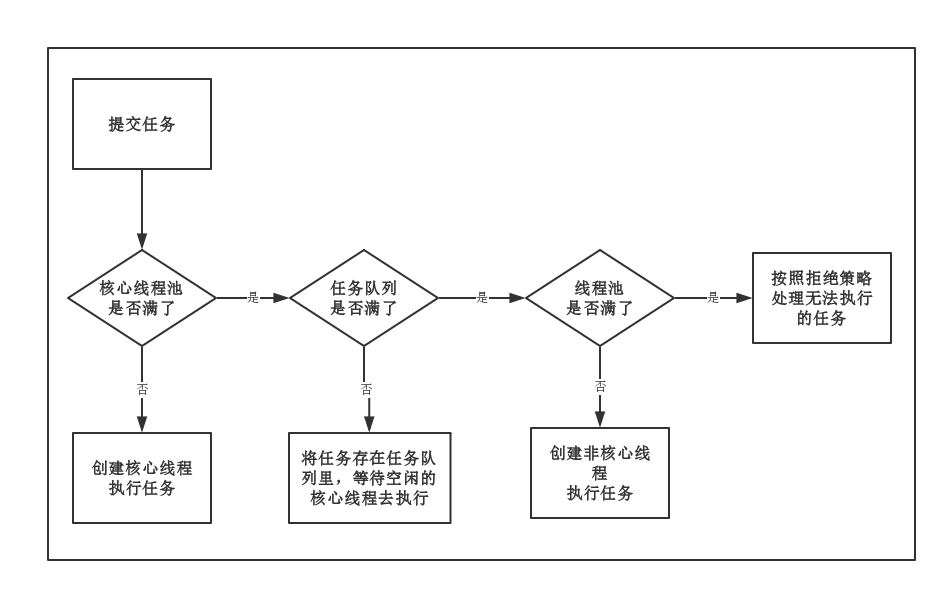 提交任务
核心线程池
是否满了
是
任务队列
是否满了
是
线程池
是否满了
是
按照拒绝策略
处理无法执行
的任务
否
否
否
创建核心线程
执行任务
将任务存在任务队
列里，等待空闲的
核心线程去执行
创建非核心线
程
执行任务